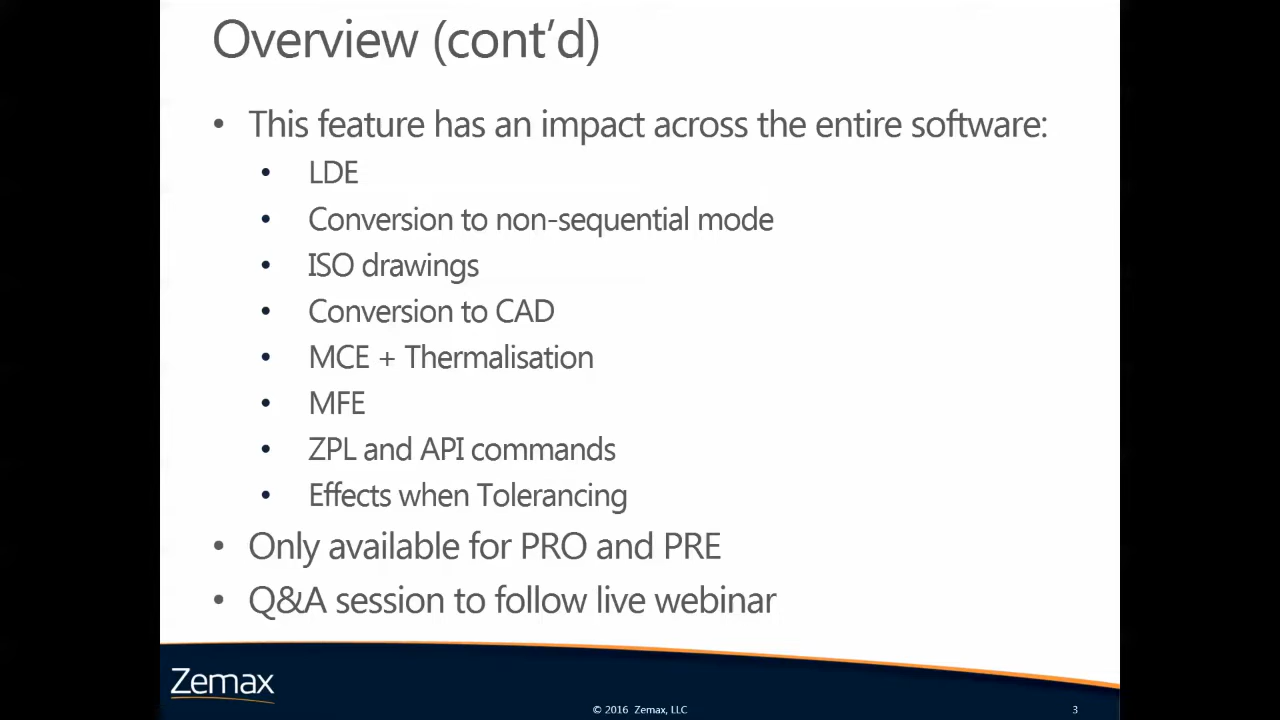 Overview (cont’d)
• This feature has an impact across the entire software:
• LDE
• Conversion to non-sequential mode
• ISO drawings
• Conversion to CAD
• MCE + Thermalisation
• MFE
• ZPL and API commands
• Effects when Tolerancing
• Only available for PRO and PRE
• Q&A session to follow live webinar
Zemax
© 2016 Zemax, LLC
3